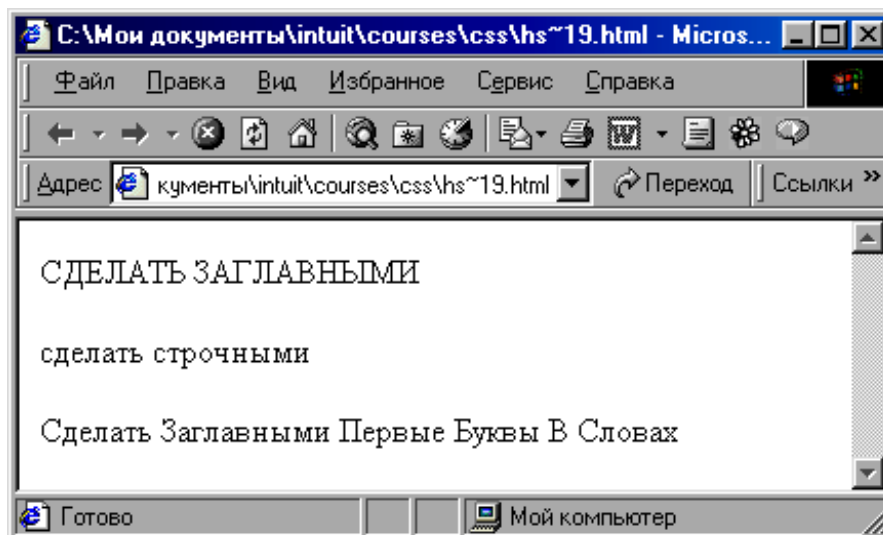 C:\Мои документы\intuit\courses\css\hs~19.html - Micros...
Файл Правка Вид Избранное Сервис Справка
Адрес кументы\intuit\courses\css\hs~19.html Переход Ссылки »
СДЕЛАТЬ ЗАГЛАВНЫМИ
сделать строчными
Сделать Заглавными Первые Буквы В Словах
Готово Мой компьютер